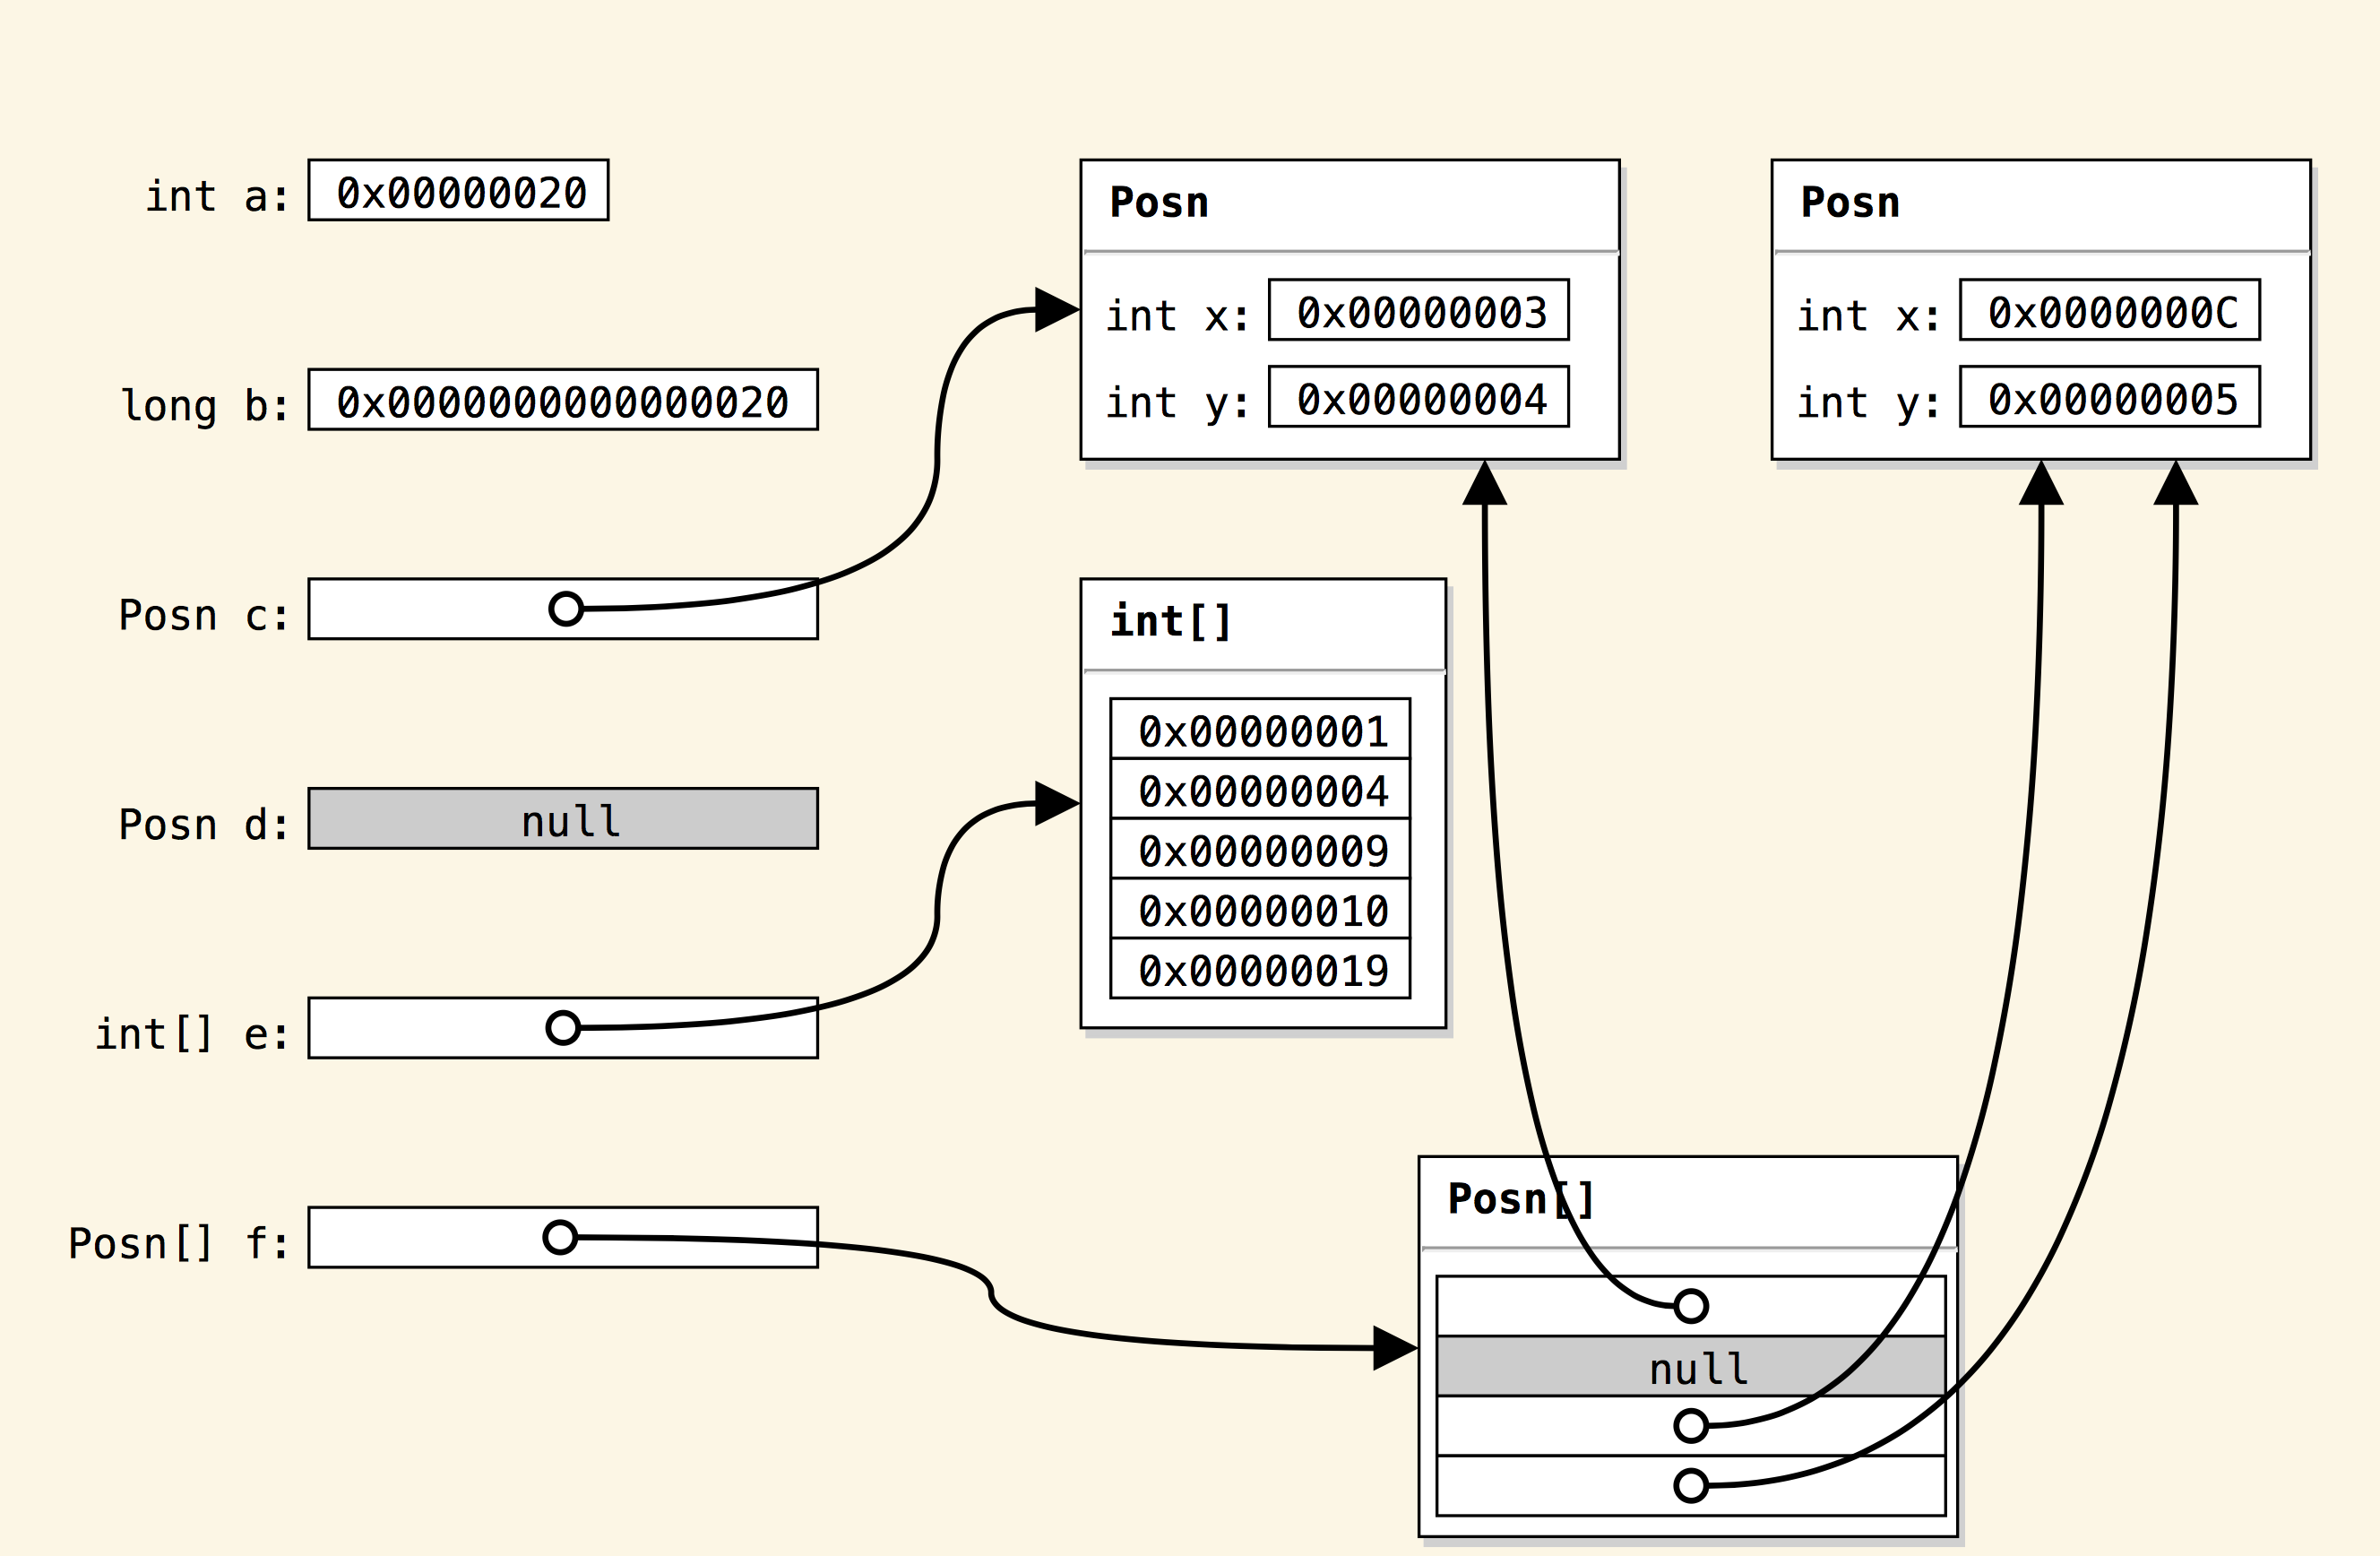 int a: 0x00000020
long b: 0x0000000000000020
Posn c:
Posn d: null
int[] e:
Posn[] f:
Posn
int x: 0x00000003
int y: 0x00000004
Posn
int x: 0x0000000C
int y: 0x00000005
int[]
0x00000001
0x00000004
0x00000009
0x00000010
0x00000019
Posn[]
null